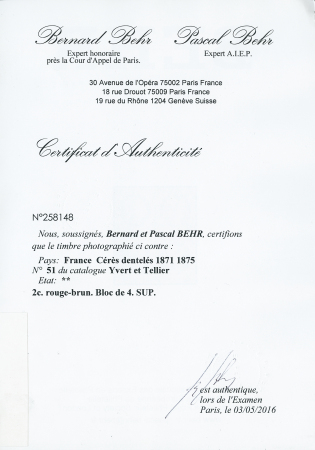 Bernard Behr Pascal Behr
Expert honoraire Expert A.I.E.P.
près la Cour d'Appel de Paris.
30 Avenue de l'Opéra 75002 Paris France
18 rue Drouot 75009 Paris France
19 rue du Rhône 1204 Genève Suisse
Certificat d'Authenticité
N°258148
Nous, soussignés, Bernard et Pascal BEHR, certifions
que le timbre photographié ci contre :
Pays: France Cérès dentelés 1871 1875
N° 51 du catalogue Yvert et Tellier
Etat: **
2c. rouge-brun. Bloc de 4. SUP.
est authentique,
lors de l'Examen
Paris, le 03/05/2016